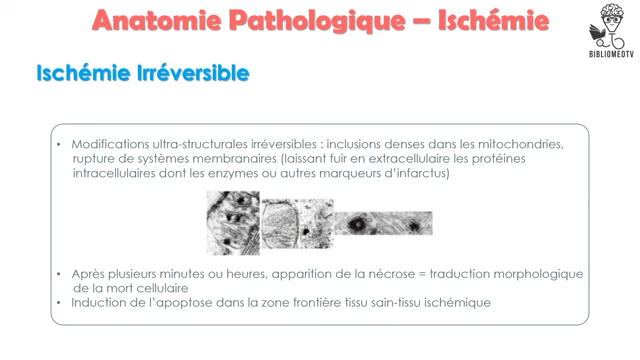 Anatomie Pathologique – Ischémie
BIBLIOMEDTV
Ischémie Irréversible
• Modifications ultra-structurales irréversibles : inclusions denses dans les mitochondries,
rupture de systèmes membranaires (laissant fuir en extracellulaire les protéines
intracellulaires dont les enzymes ou autres marqueurs d'infarctus)
• Après plusieurs minutes ou heures, apparition de la nécrose = traduction morphologique
de la mort cellulaire
• Induction de l'apoptose dans la zone frontière tissu sain-tissu ischémique